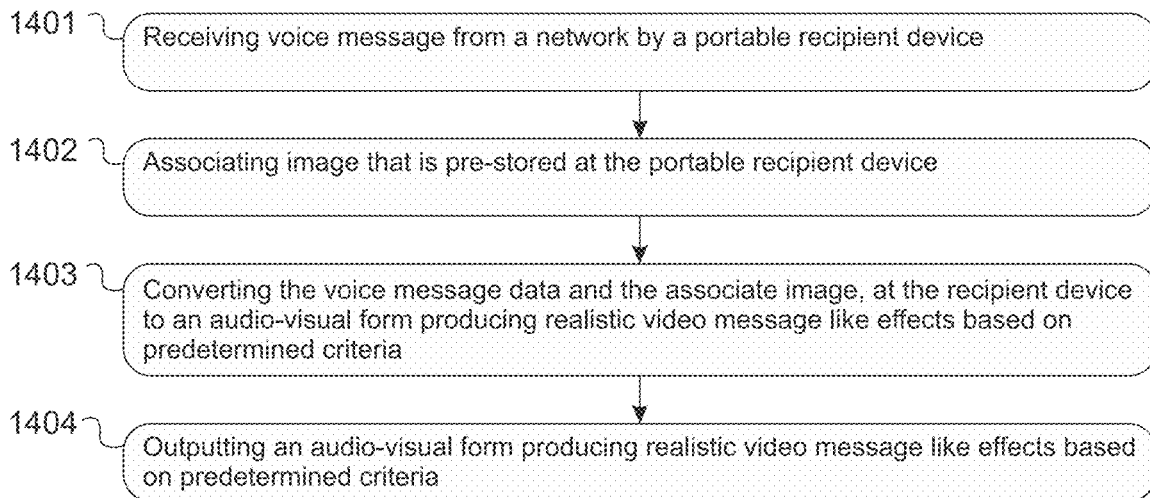 1401
Receiving voice message from a network by a portable recipient device
1402
Associating image that is pre-stored at the portable recipient device
1403
Converting the voice message data and the associate image, at the recipient device
to an audio-visual form producing realistic video message like effects based on
predetermined criteria
1404
Outputting an audio-visual form producing realistic video message like effects based
on predetermined criteria